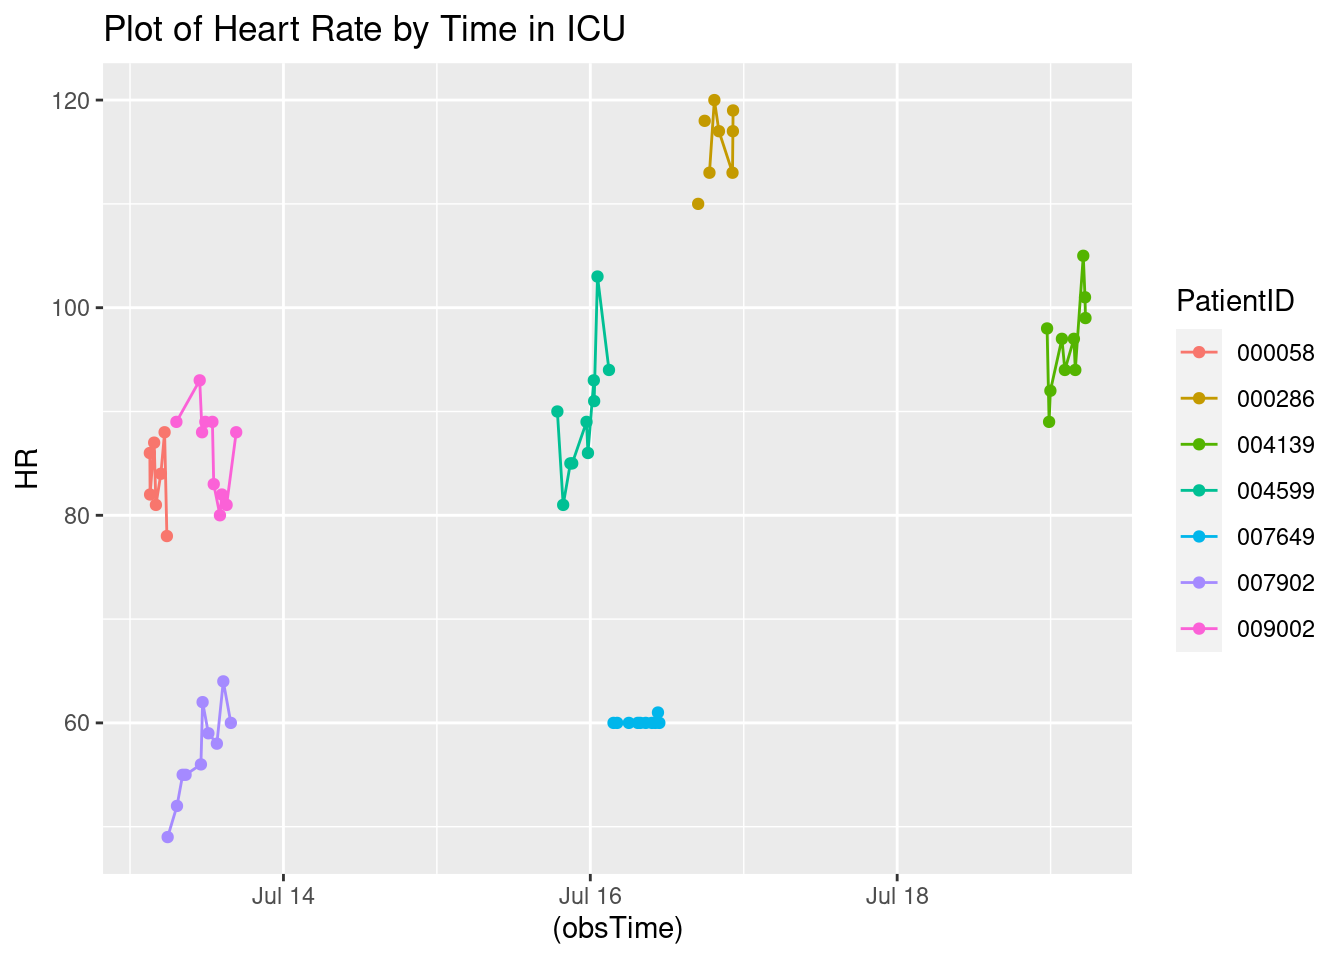 Plot of Heart Rate by Time in ICU
120
100
80
60
HR
Jul 14
Jul 16
Jul 18
(obsTime)
PatientID
000058
000286
004139
004599
007649
007902
009002